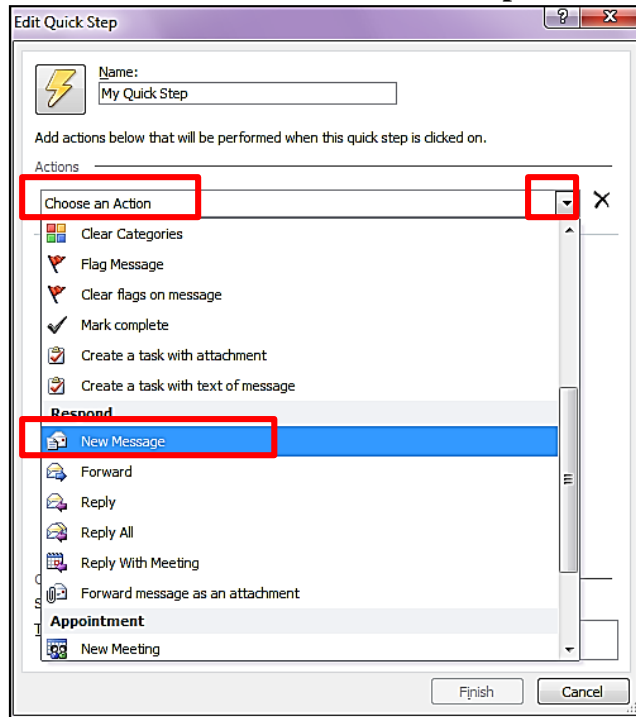 Edit Quick Step
Name:
My Quick Step
Add actions below that will be performed when this quick step is clicked on.
Actions
Choose an Action
Clear Categories
Flag Message
Clear flags on message
Mark complete
Create a task with attachment
Create a task with text of message
Respond
New Message
Forward
Reply
Reply All
Reply With Meeting
Forward message as an attachment
Appointment
New Meeting
Finish
Cancel